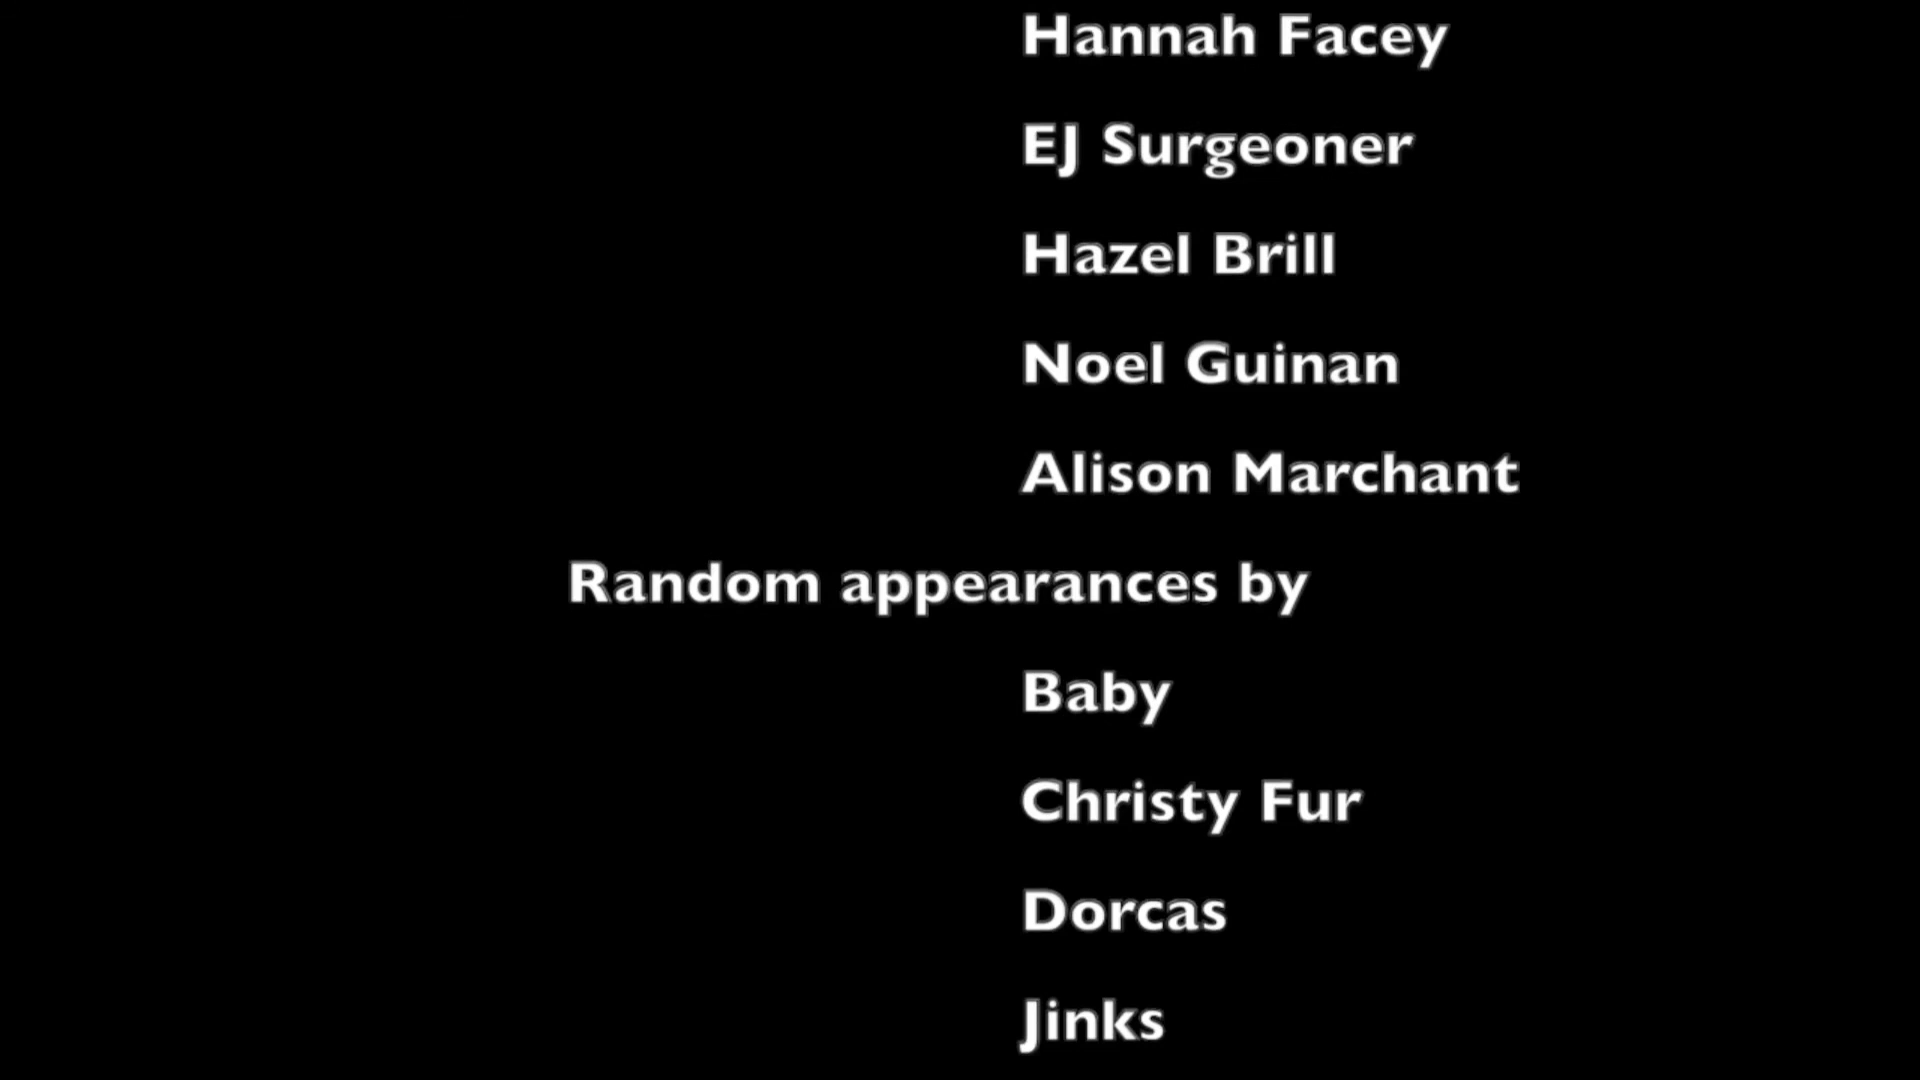 Hannah Facey
EJ Surgeoner
Hazel Brill
Noel Guinan
Alison Marchant
Random appearances by
Baby
Christy Fur
Dorcas
Jinks